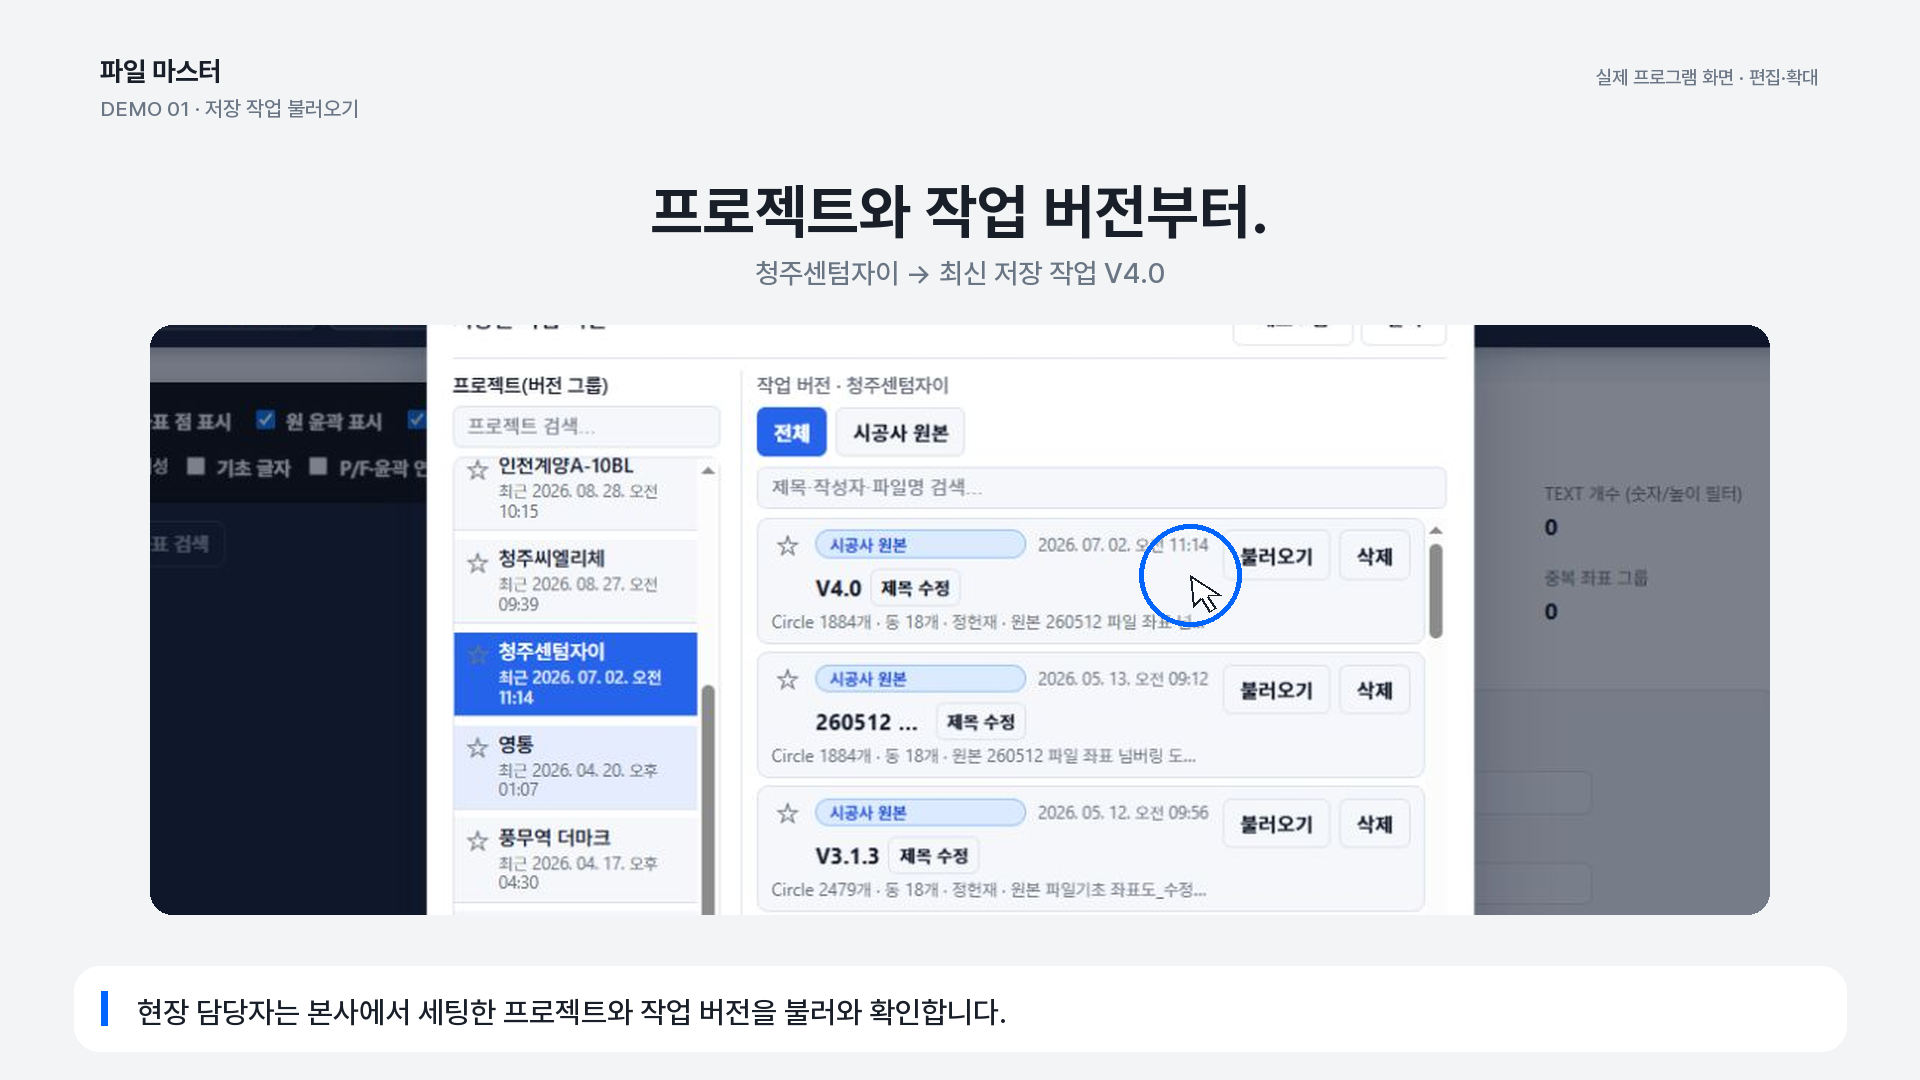 파일 마스터
DEMO 01 · 저장 작업 불러오기
실제 프로그램 화면 · 편집·확대
프로젝트와 작업 버전부터.
청주센텀자이 → 최신 저장 작업 V4.0
표 점 표시
원 윤곽 표시
성
기초 글자
P/F-윤곽 연
표 검색
프로젝트(버전 그룹)
프로젝트 검색...
인천계양A-10BL
최근 2026. 08. 28. 오전
10:15
청주씨엘리체
최근 2026. 08. 27. 오전
09:39
청주센텀자이
최근 2026. 07. 02. 오전
11:14
영통
최근 2026. 04. 20. 오후
01:07
풍무역 더마크
최근 2026. 04. 17. 오후
04:30
작업 버전 · 청주센텀자이
전체
시공사 원본
제목·작성자·파일명 검색...
시공사 원본
2026. 07. 02. 오전 11:14
불러오기
삭제
V4.0
제목 수정
Circle 1884개 · 동 18개 · 정헌재 · 원본 260512 파일 좌표 넘...
시공사 원본
2026. 05. 13. 오전 09:12
불러오기
삭제
260512 ...
제목 수정
Circle 1884개 · 동 18개 · 원본 260512 파일 좌표 넘버링 도...
시공사 원본
2026. 05. 12. 오전 09:56
불러오기
삭제
V3.1.3
제목 수정
Circle 2479개 · 동 18개 · 정헌재 · 원본 파일기초 좌표도_수정...
TEXT 개수 (숫자/높이 필터)
0
중복 좌표 그룹
0
현장 담당자는 본사에서 세팅한 프로젝트와 작업 버전을 불러와 확인합니다.